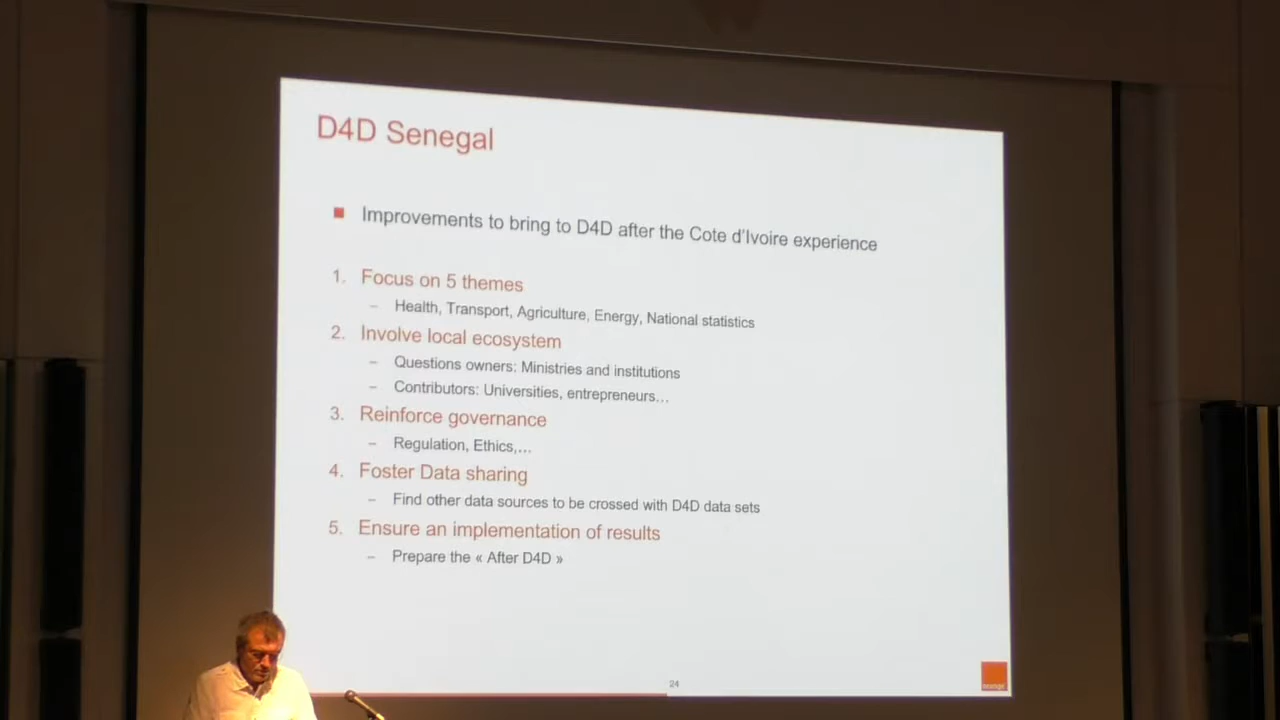 D4D Senegal
Improvements to bring to D4D after the Cote d'Ivoire experience
1. Focus on 5 themes
– Health, Transport, Agriculture, Energy, National statistics
2. Involve local ecosystem
– Questions owners: Ministries and institutions
– Contributors: Universities, entrepreneurs…
3. Reinforce governance
– Regulation, Ethics,…
4. Foster Data sharing
– Find other data sources to be crossed with D4D data sets
5. Ensure an implementation of results
– Prepare the « After D4D »
24
orange